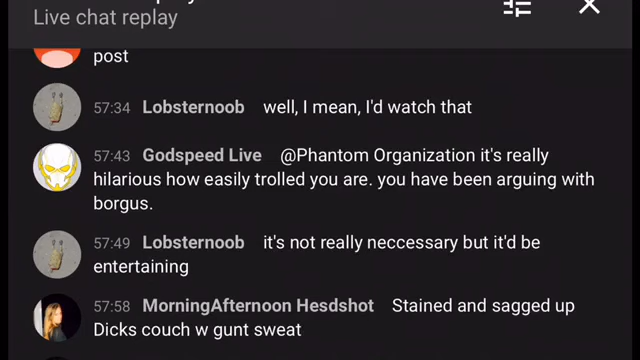 Live chat replay
post
57:34 Lobsternoob well, I mean, I'd watch that
57:43 Godspeed Live @Phantom Organization it's really
hilarious how easily trolled you are. you have been arguing with
borgus.
57:49 Lobsternoob it's not really neccessary but it'd be
entertaining
57:58 MorningAfternoon Hesdshot Stained and sagged up
Dicks couch w gunt sweat